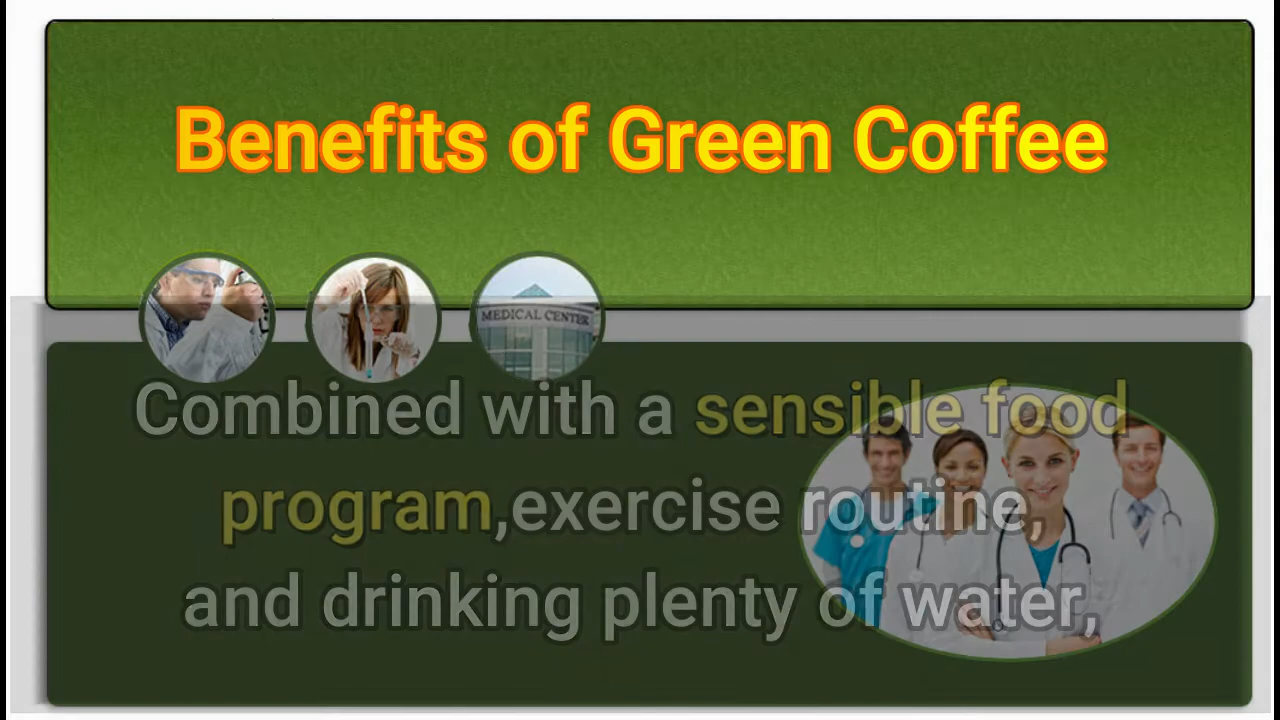 Benefits of Green Coffee
MEDICAL CENTER
Combined with a sensible food
program,exercise routine,
and drinking plenty of water,